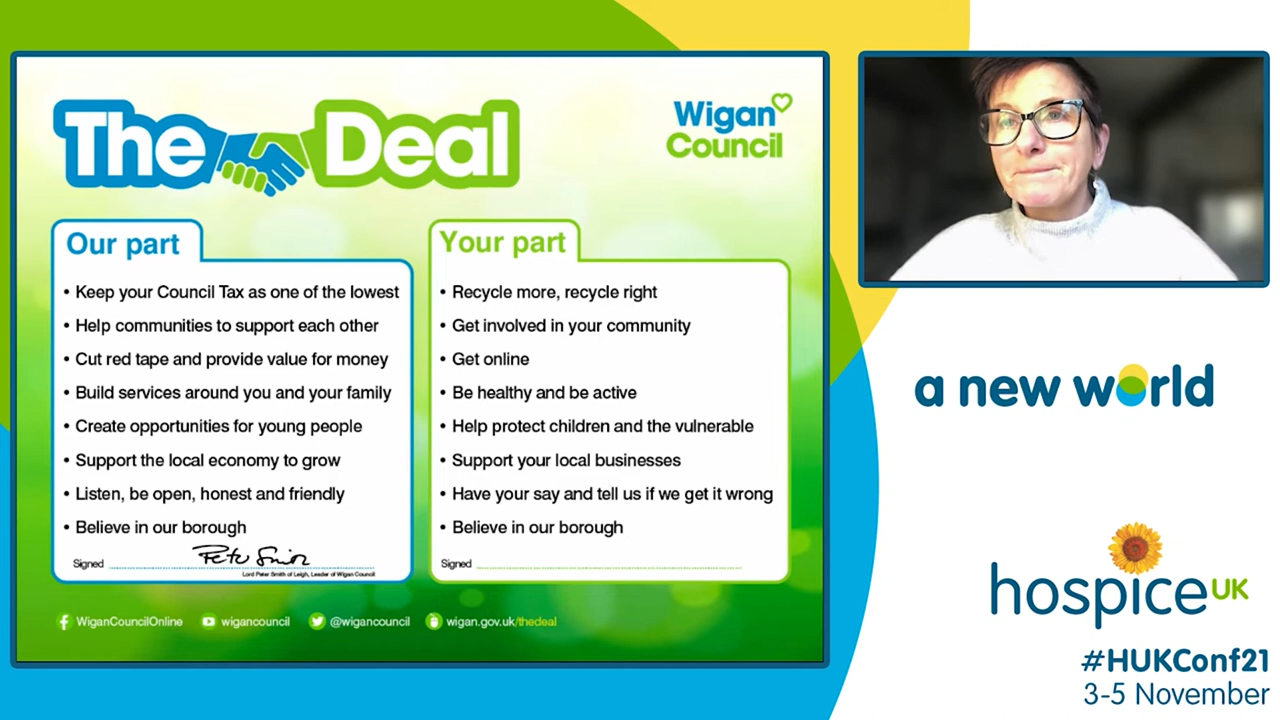 The Deal
Wigan
Council
Our part
• Keep your Council Tax as one of the lowest
• Help communities to support each other
• Cut red tape and provide value for money
• Build services around you and your family
• Create opportunities for young people
• Support the local economy to grow
• Listen, be open, honest and friendly
• Believe in our borough
Signed Peter Smith
Lord Peter Smith of Leigh, Leader of Wigan Council
Your part
• Recycle more, recycle right
• Get involved in your community
• Get online
• Be healthy and be active
• Help protect children and the vulnerable
• Support your local businesses
• Have your say and tell us if we get it wrong
• Believe in our borough
Signed
WiganCouncilOnline wigancouncil @wigancouncil wigan.gov.uk/thedeal
a new world
hospice UK
#HUKConf21
3-5 November